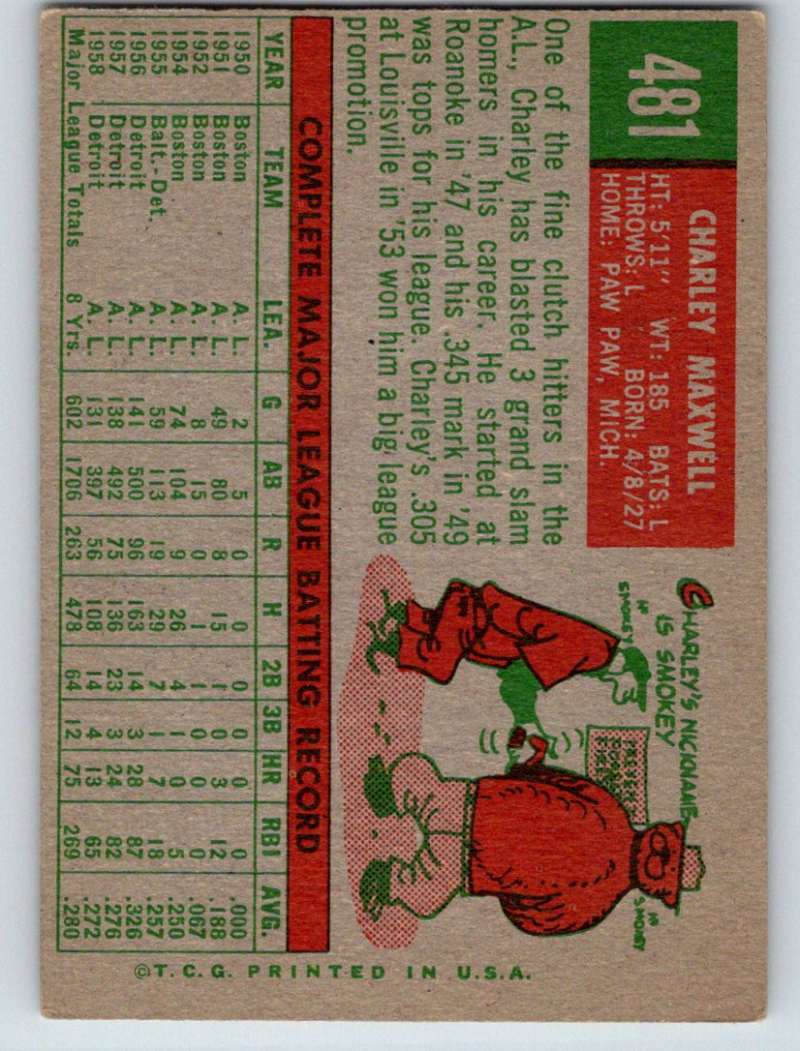 481
CHARLEY MAXWELL
HT: 5'11" WT: 185 BATS: L
THROWS: L BORN: 4/8/27
HOME: PAW PAW, MICH.
One of the fine clutch hitters in the
A.L., Charley has blasted 3 grand slam
homers in his career. He started at
Roanoke in '47 and his .345 mark in '49
was tops for his league. Charley's .305
at Louisville in '53 won him a big league
promotion.
CHARLEY'S NICKNAME
IS SMOKEY
HI SMOKEY
HI SMOKEY
COMPLETE MAJOR LEAGUE BATTING RECORD
YEAR TEAM LEA. G AB R H 2B 3B HR RBI AVG.
1950 Boston A. L. 2 5 0 0 0 0 0 0 .000
1951 Boston A. L. 49 80 8 15 1 0 3 12 .188
1952 Boston A. L. 8 15 0 1 1 0 0 0 .067
1954 Boston A. L. 74 104 9 26 4 1 0 5 .250
1955 Balt.-Det. A. L. 59 113 19 29 7 1 7 18 .257
1956 Detroit A. L. 141 500 96 163 14 3 28 87 .326
1957 Detroit A. L. 138 492 75 136 23 3 24 82 .276
1958 Detroit A. L. 131 397 56 108 14 4 13 65 .272
Major League Totals 8 Yrs. 602 1706 263 478 64 12 75 269 .280
©T.C.G. PRINTED IN U.S.A.